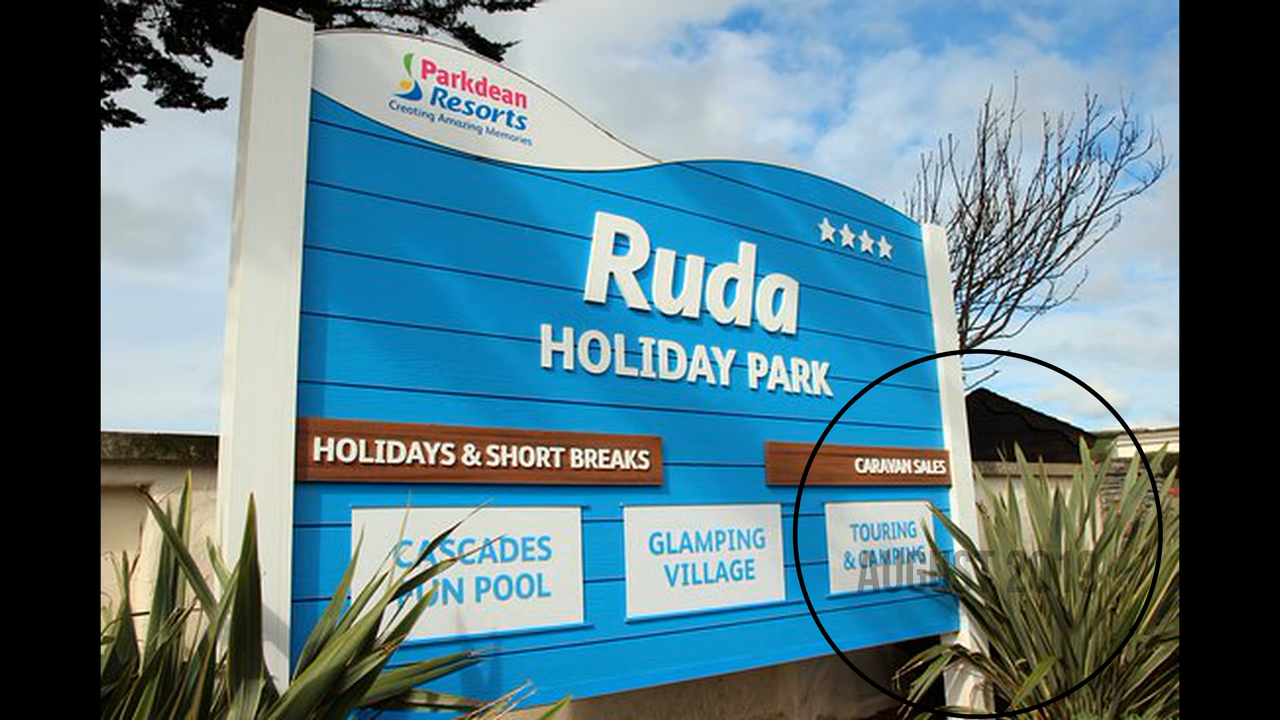 Parkdean
Resorts
Creating Amazing Memories
Ruda
HOLIDAY PARK
HOLIDAYS & SHORT BREAKS
CARAVAN SALES
CASCADES
FUN POOL
GLAMPING
VILLAGE
TOURING
& CAMPING
AUGUST 2019